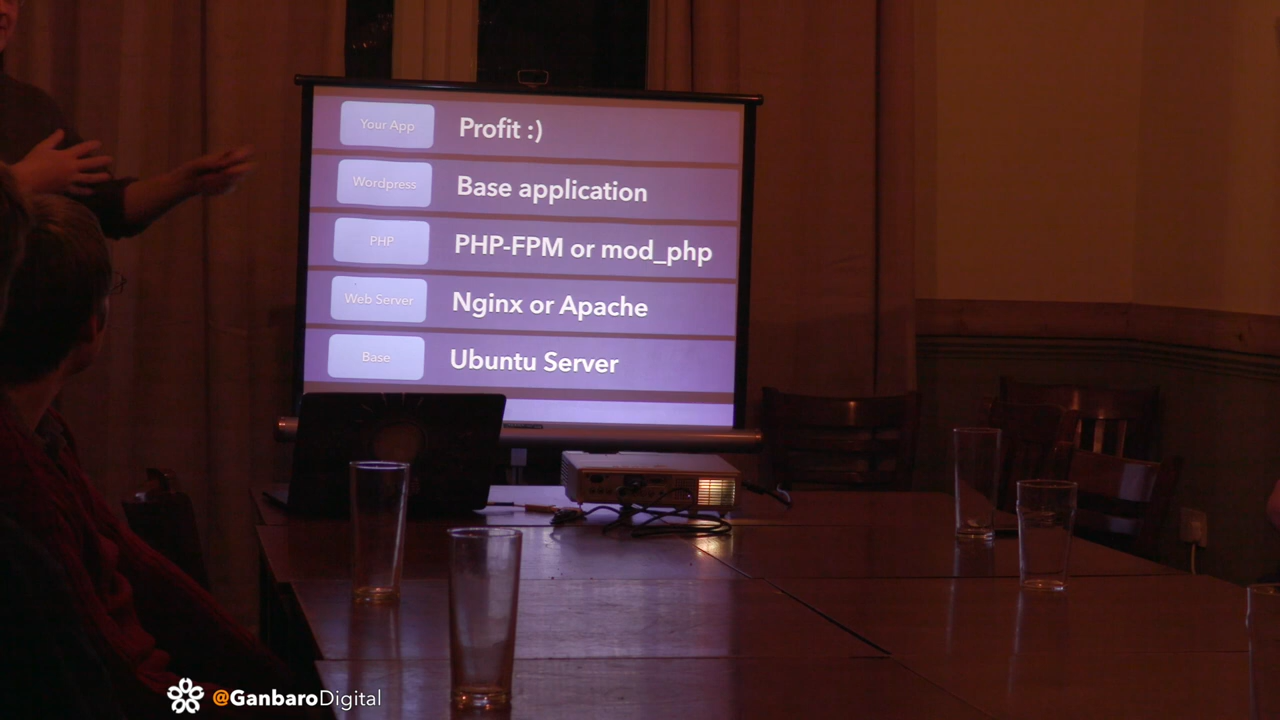 Your App Profit :)
Wordpress Base application
PHP PHP-FPM or mod_php
Web Server Nginx or Apache
Base Ubuntu Server
@GanbaroDigital